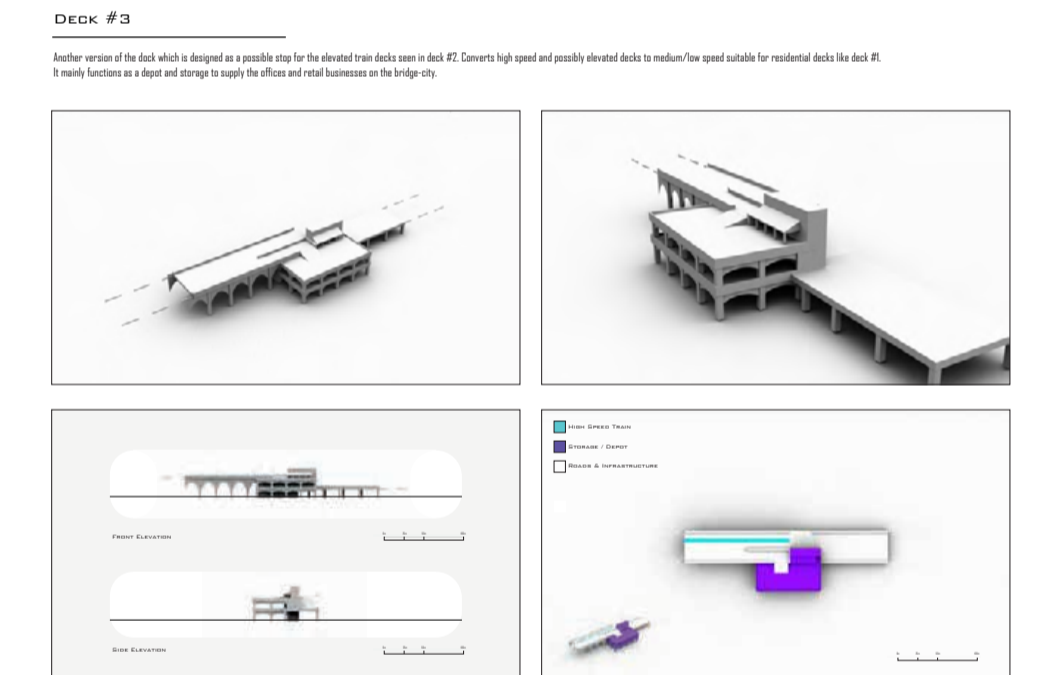 Deck #3
Another version of the dock which is designed as a possible stop for the elevated train decks seen in deck #2. Converts high speed and possibly elevated decks to medium/low speed suitable for residential decks like deck #1.
It mainly functions as a depot and storage to supply the offices and retail businesses on the bridge-city.
High Speed Train
Storage / Depot
Roads & Infrastructure
Front Elevation
Side Elevation